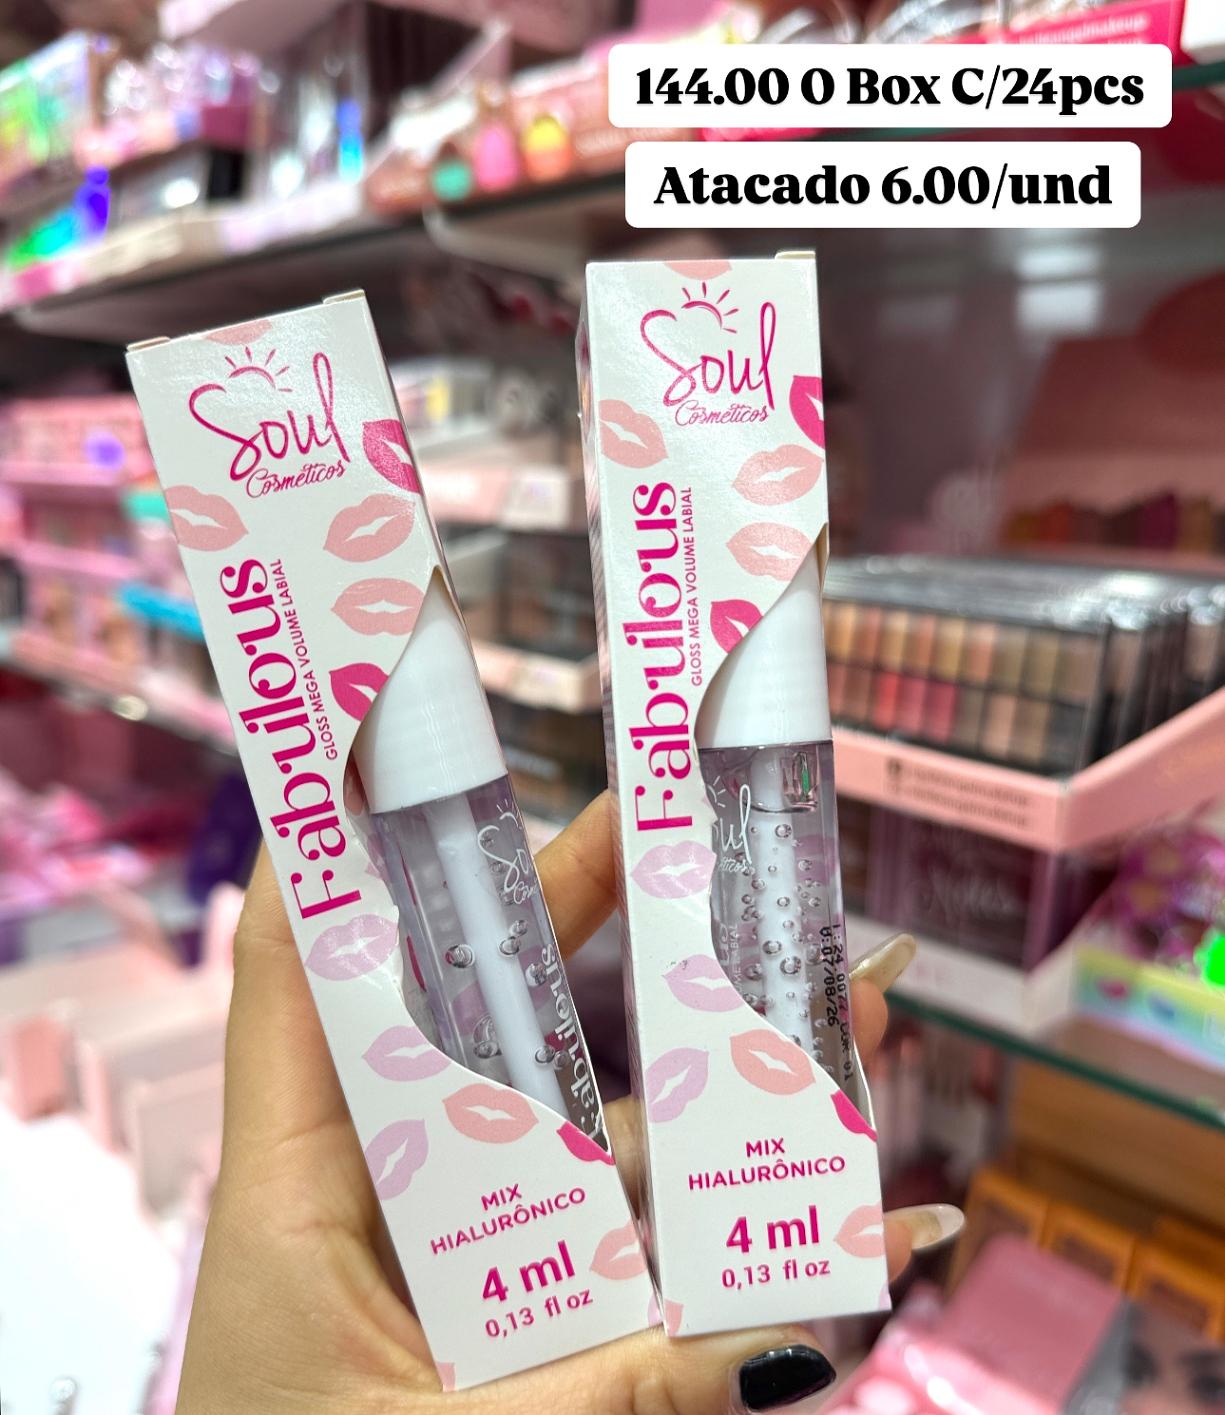 144.00 O Box C/24pcs
Atacado 6.00/und
Soul
Cosméticos
Fabulous
GLOSS MEGA VOLUME LABIAL
MIX
HIALURÔNICO
4 ml
0,13 fl oz
Soul
Cosméticos
Fabulous
GLOSS MEGA VOLUME LABIAL
MIX
HIALURÔNICO
4 ml
0,13 fl oz